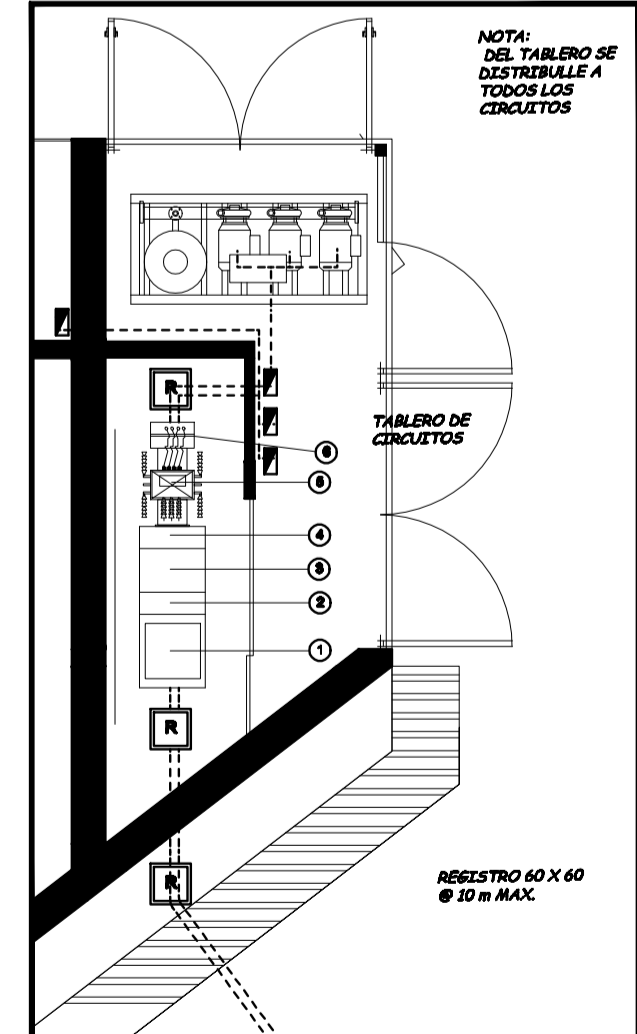 NOTA:
DEL TABLERO SE
DISTRIBULLE A
TODOS LOS
CIRCUITOS
R
TABLERO DE
CIRCUITOS
6
5
4
3
2
1
R
R
REGISTRO 60 X 60
@ 10 m MAX.